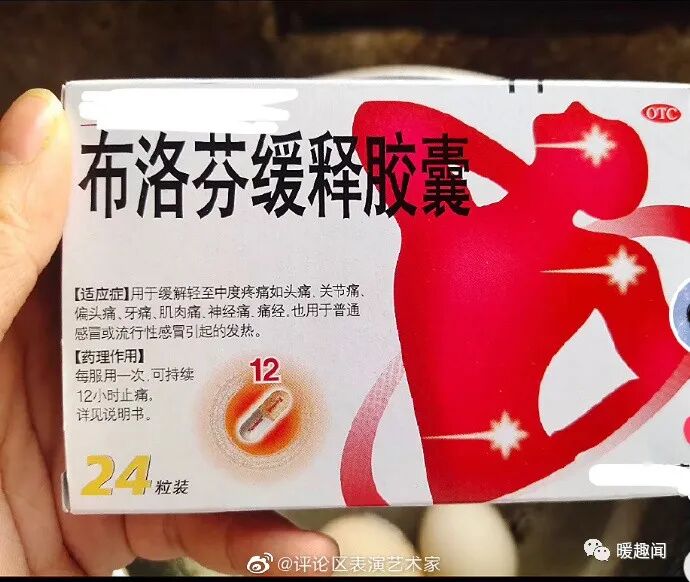 OTC
布洛芬缓释胶囊
【适应症】用于缓解轻至中度疼痛如头痛、关节痛、
偏头痛、牙痛、肌肉痛、神经痛、痛经。也用于普通
感冒或流行性感冒引起的发热。
【药理作用】
每服用一次，可持续
12小时止痛。
详见说明书。
12
24粒装
@评论区表演艺术家
暖趣闻